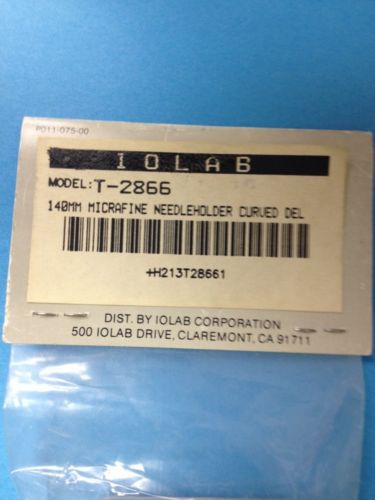 P011-075-00
IOLAB
MODEL: T-2866
140MM MICRAFINE NEEDLEHOLDER CURVED DEL
+H213T28661
DIST. BY IOLAB CORPORATION
500 IOLAB DRIVE, CLAREMONT, CA 91711